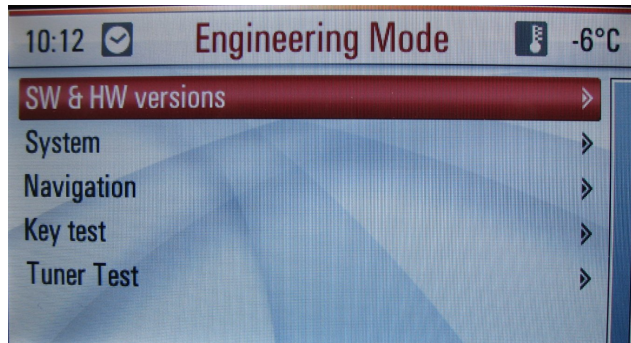 10:12 Engineering Mode -6°C
SW & HW versions
System
Navigation
Key test
Tuner Test